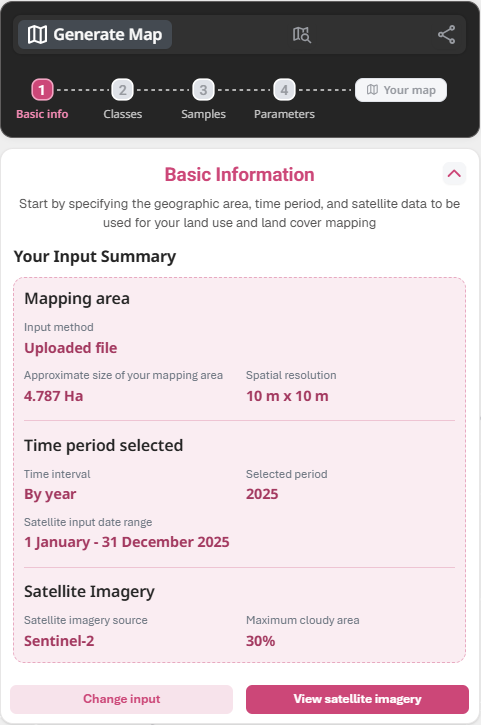 Generate Map
1 2 3 4 Your map
Basic info Classes Samples Parameters
Basic Information
Start by specifying the geographic area, time period, and satellite data to be
used for your land use and land cover mapping
Your Input Summary
Mapping area
Input method
Uploaded file
Approximate size of your mapping area Spatial resolution
4.787 Ha 10 m x 10 m
Time period selected
Time interval Selected period
By year 2025
Satellite input date range
1 January - 31 December 2025
Satellite Imagery
Satellite imagery source Maximum cloudy area
Sentinel-2 30%
Change input View satellite imagery